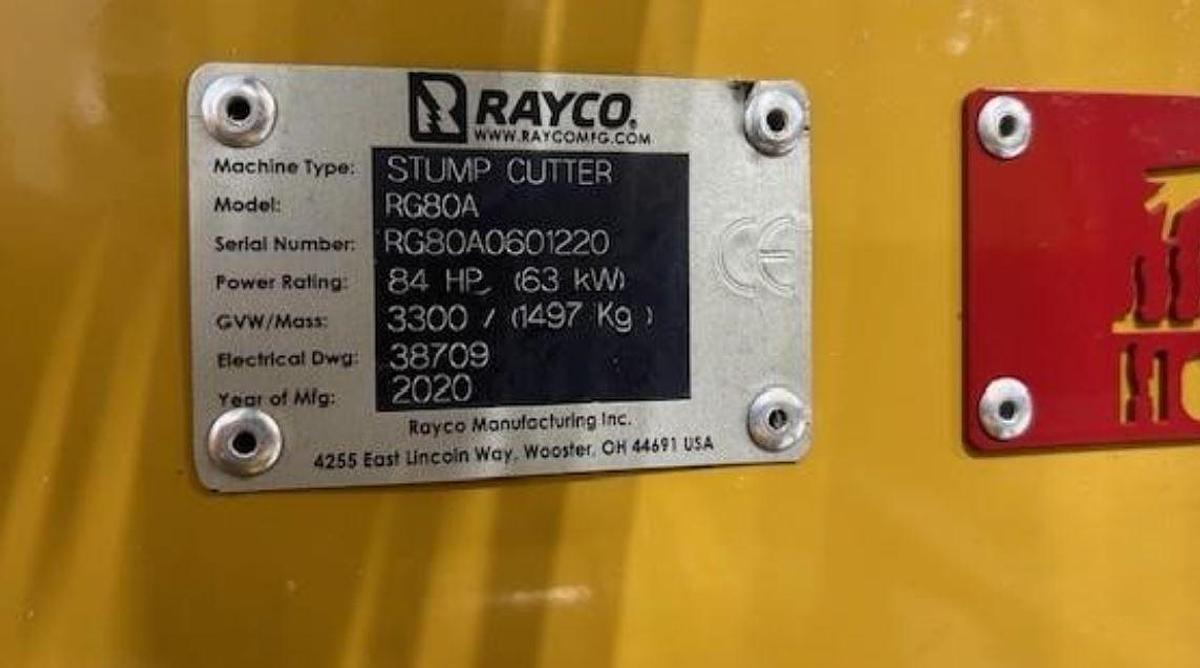 RAYCO.
WWW.RAYCOMFG.COM
Machine Type: STUMP CUTTER
Model: RG80A
Serial Number: RG80A0601220
Power Rating: 84 HP (63 kW)
GVW/Mass: 3300 / (1497 Kg )
Electrical Dwg: 38709
Year of Mfg: 2020
CE
Rayco Manufacturing Inc.
4255 East Lincoln Way, Wooster, OH 44691 USA